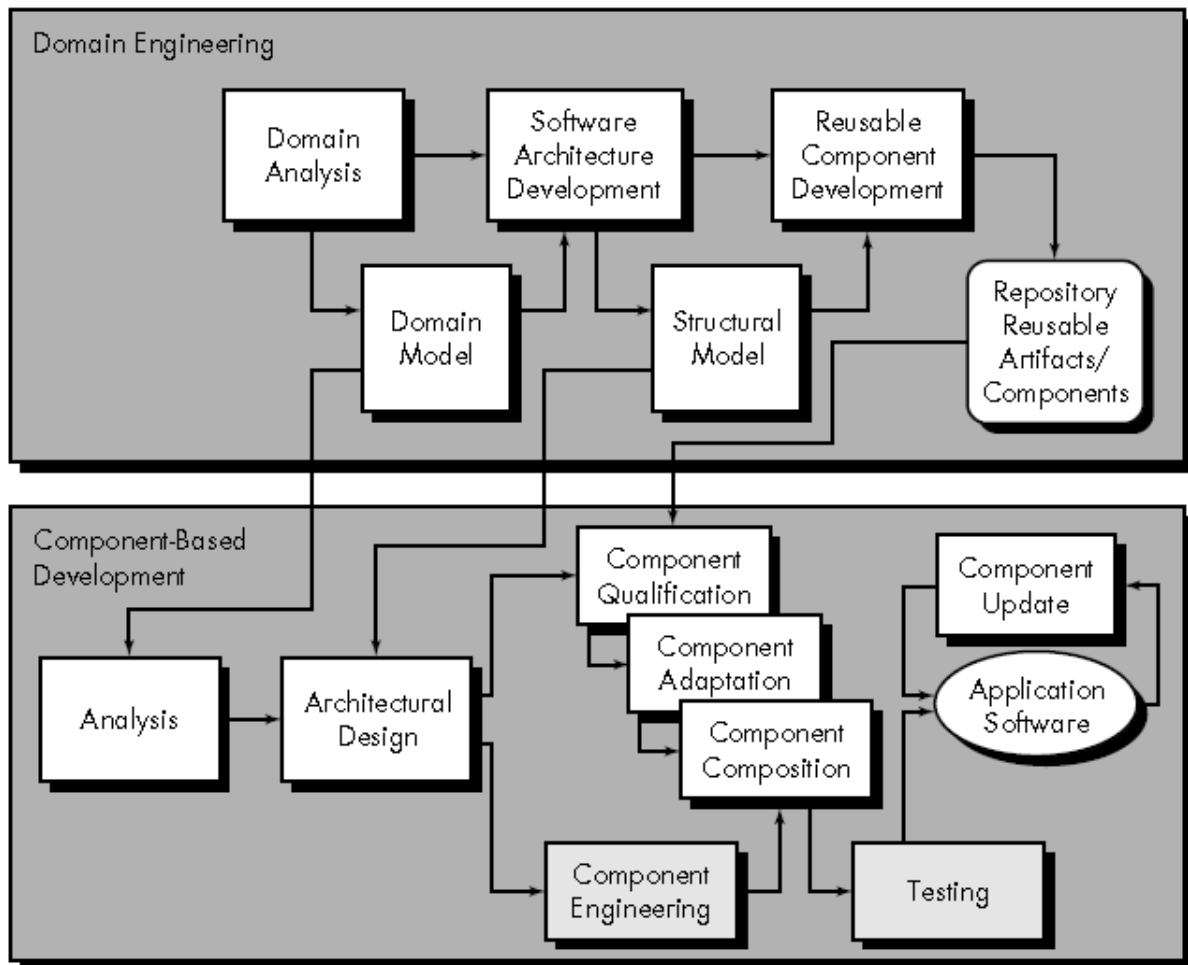 Domain Engineering
Domain
Analysis
Software
Architecture
Development
Reusable
Component
Development
Domain
Model
Structural
Model
Repository
Reusable
Artifacts/
Components
Component-Based
Development
Analysis
Architectural
Design
Component
Qualification
Component
Adaptation
Component
Composition
Component
Engineering
Testing
Component
Update
Application
Software